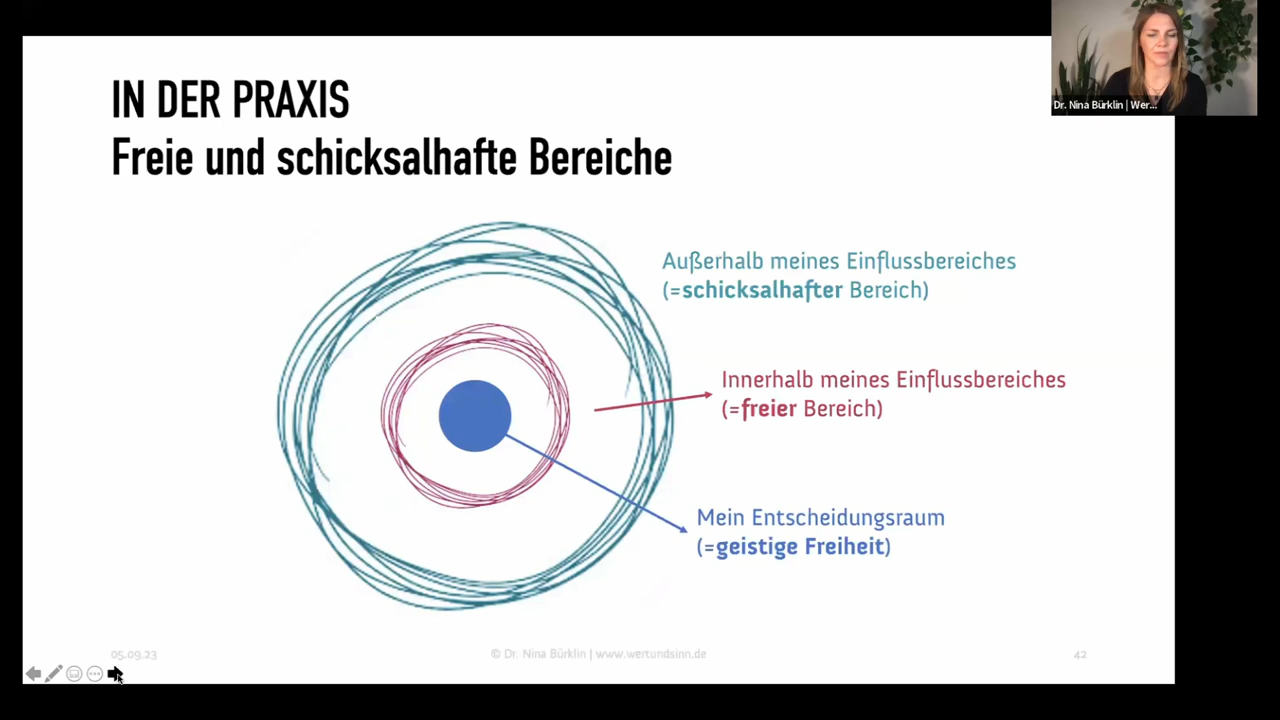 IN DER PRAXIS
Freie und schicksalhafte Bereiche
Dr. Nina Bürklin | Wer...
Außerhalb meines Einflussbereiches
(=schicksalhafter Bereich)
Innerhalb meines Einflussbereiches
(=freier Bereich)
Mein Entscheidungsraum
(=geistige Freiheit)
05.09.23
© Dr. Nina Bürklin | www.wertundsinn.de
42